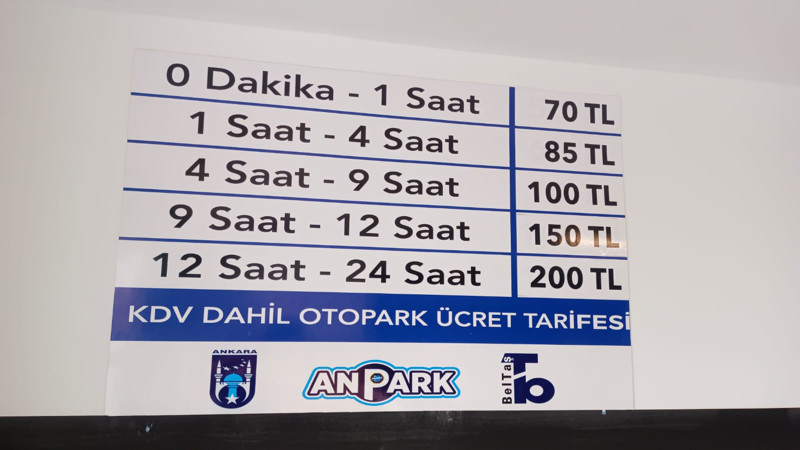 0 Dakika - 1 Saat 70 TL
1 Saat - 4 Saat 85 TL
4 Saat - 9 Saat 100 TL
9 Saat - 12 Saat 150 TL
12 Saat - 24 Saat 200 TL
KDV DAHİL OTOPARK ÜCRET TARİFESİ
ANKARA
ANPARK
BelTaş